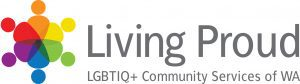 Living Proud
LGBTIQ+ Community Services of WA